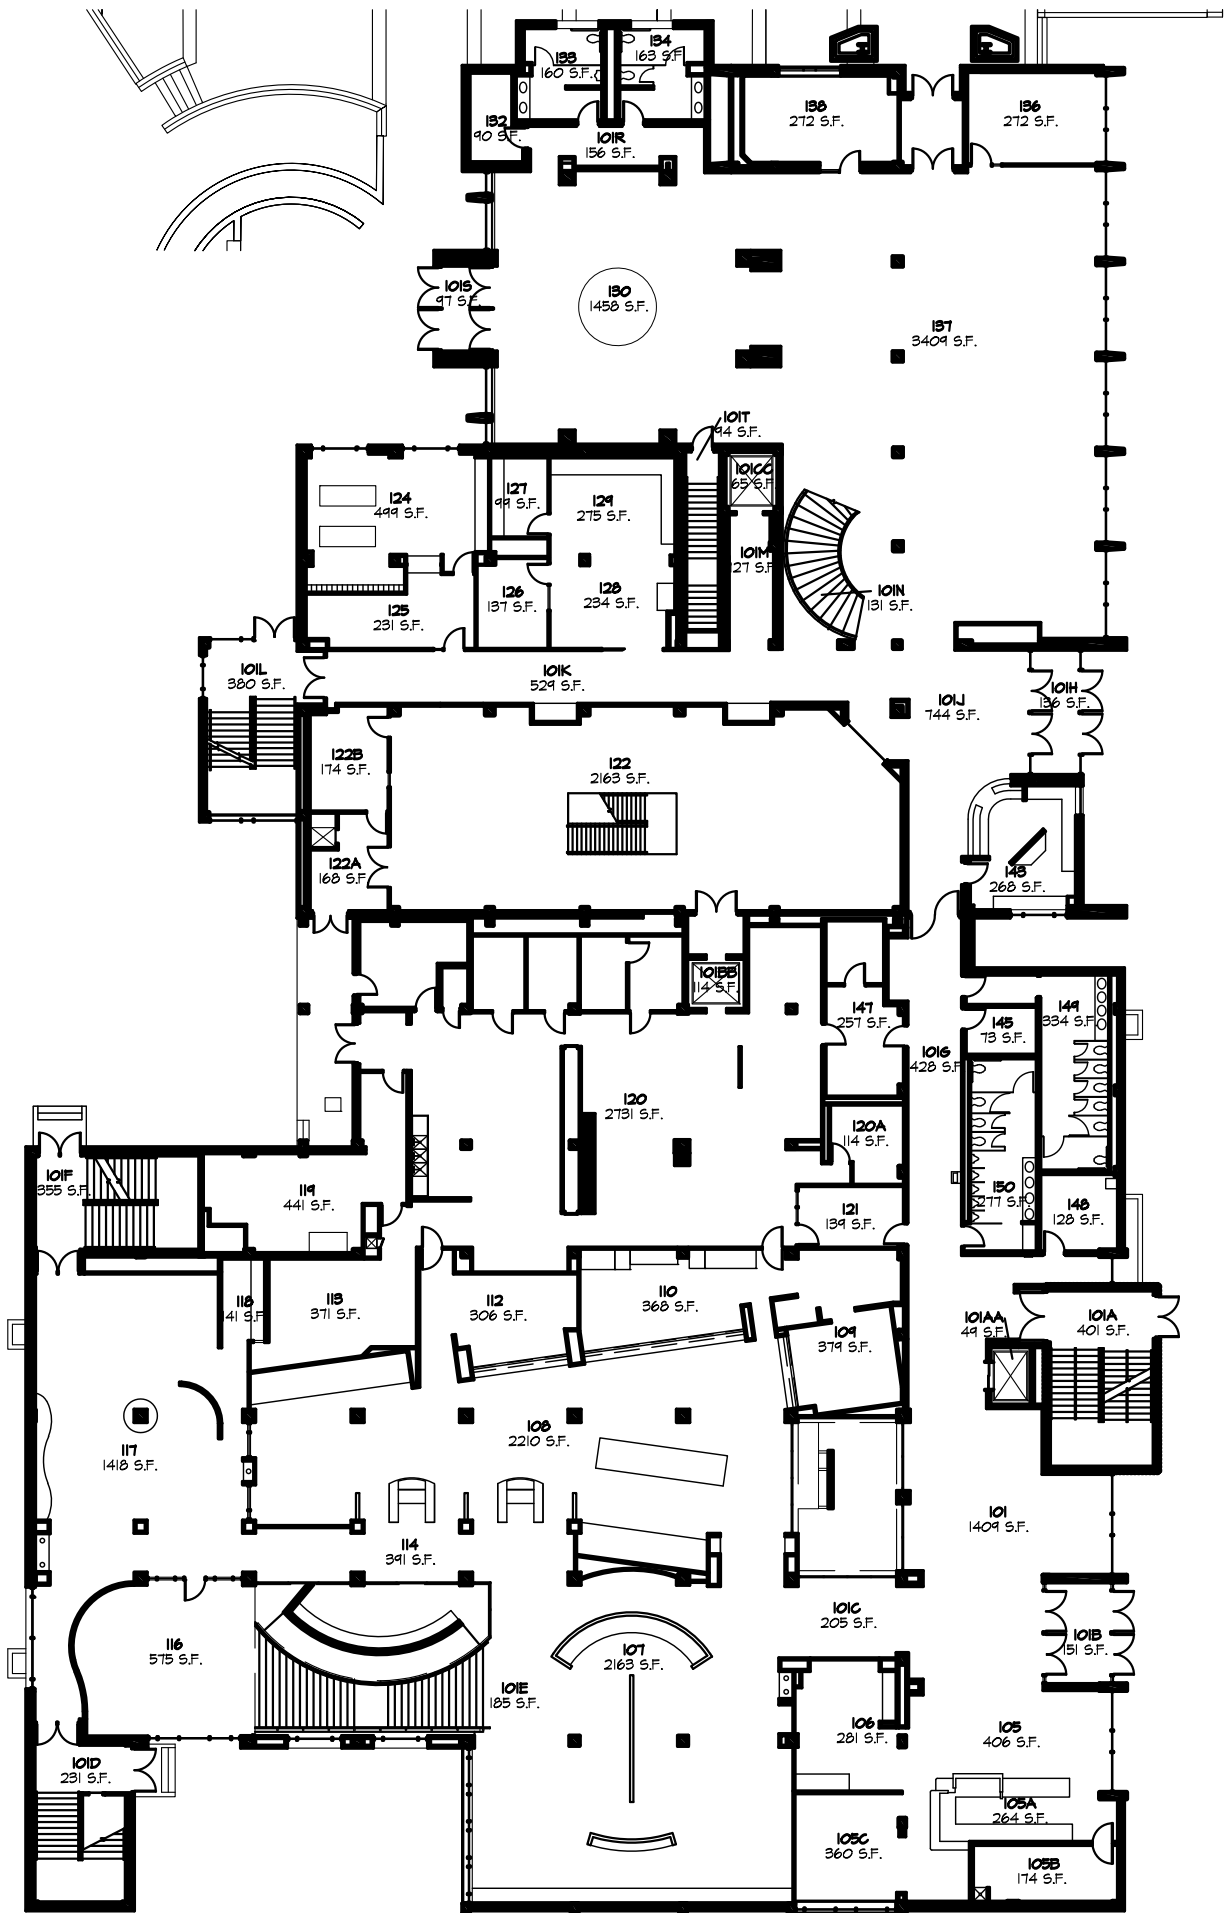 134
163 S.F.
133
160 S.F.
132
90 S.F.
101R
156 S.F.
138
272 S.F.
136
272 S.F.
101S
97 S.F.
130
1458 S.F.
137
3409 S.F.
101T
94 S.F.
101CC
65 S.F.
124
499 S.F.
127
99 S.F.
129
275 S.F.
101M
127 S.F.
126
137 S.F.
128
234 S.F.
101N
131 S.F.
125
231 S.F.
101L
380 S.F.
101K
529 S.F.
101H
136 S.F.
101J
744 S.F.
122B
174 S.F.
122
2163 S.F.
122A
168 S.F.
143
268 S.F.
101BB
114 S.F.
147
257 S.F.
149
334 S.F.
145
73 S.F.
101G
428 S.F.
120
2731 S.F.
120A
114 S.F.
101F
355 S.F.
119
441 S.F.
150
277 S.F.
121
139 S.F.
148
128 S.F.
118
141 S.F.
113
371 S.F.
112
306 S.F.
110
368 S.F.
109
379 S.F.
101AA
49 S.F.
101A
401 S.F.
108
2210 S.F.
117
1418 S.F.
101
1409 S.F.
114
391 S.F.
101C
205 S.F.
101B
151 S.F.
116
575 S.F.
107
2163 S.F.
101E
185 S.F.
106
281 S.F.
105
406 S.F.
101D
231 S.F.
105A
264 S.F.
105C
360 S.F.
105B
174 S.F.